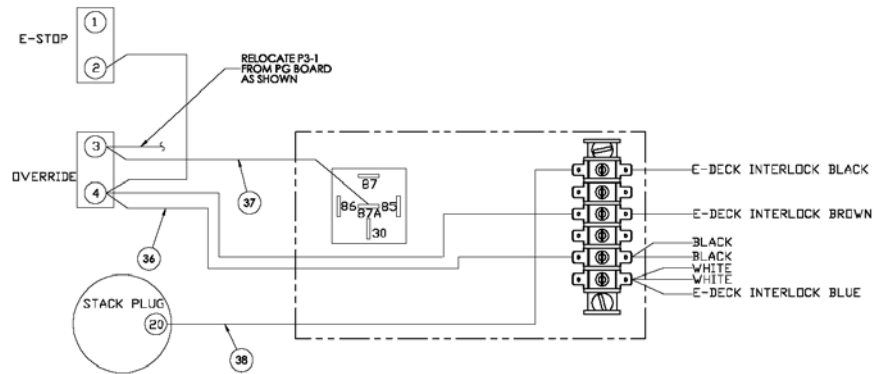 1
E-STOP
2
RELOCATE P3-1
FROM PG BOARD
AS SHOWN
3
OVERRIDE
4
37
36
87
86 85
87A
30
E-DECK INTERLOCK BLACK
E-DECK INTERLOCK BROWN
BLACK
BLACK
WHITE
WHITE
E-DECK INTERLOCK BLUE
STACK PLUG
20
38